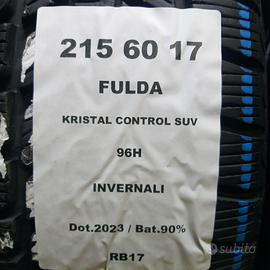 215 60 17
FULDA
KRISTAL CONTROL SUV
96H
INVERNALI
Dot.2023 / Bat.90%
RB17
subito